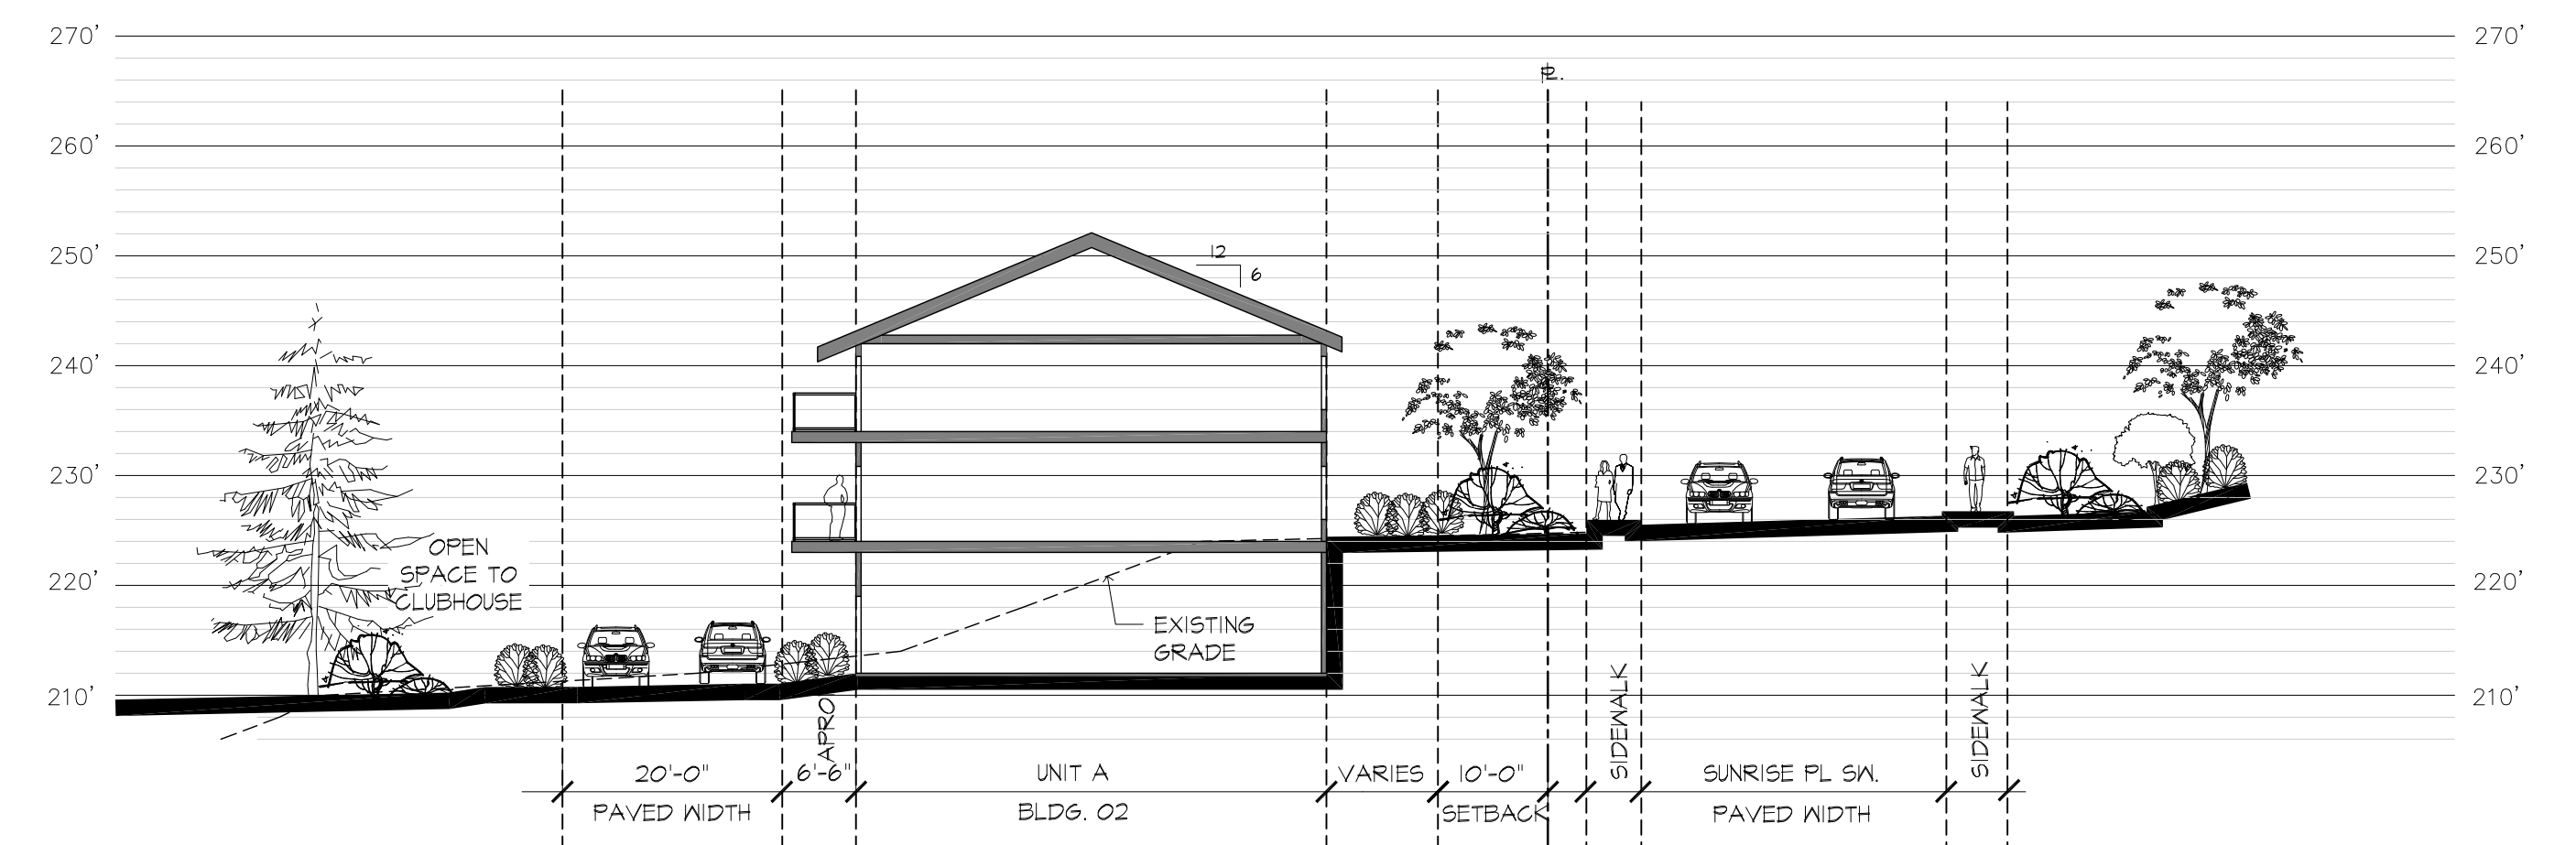 270' 270'
P.
260' 260'
250' 12 250'
6
240' 240'
230' 230'
OPEN
SPACE TO
CLUBHOUSE
220' 220'
EXISTING
GRADE
210' 210'
APRO
SIDEWALK
SIDEWALK
20'-0" 6'-6" UNIT A VARIES 10'-0" SUNRISE PL SW.
PAVED WIDTH BLDG. 02 SETBACK PAVED WIDTH